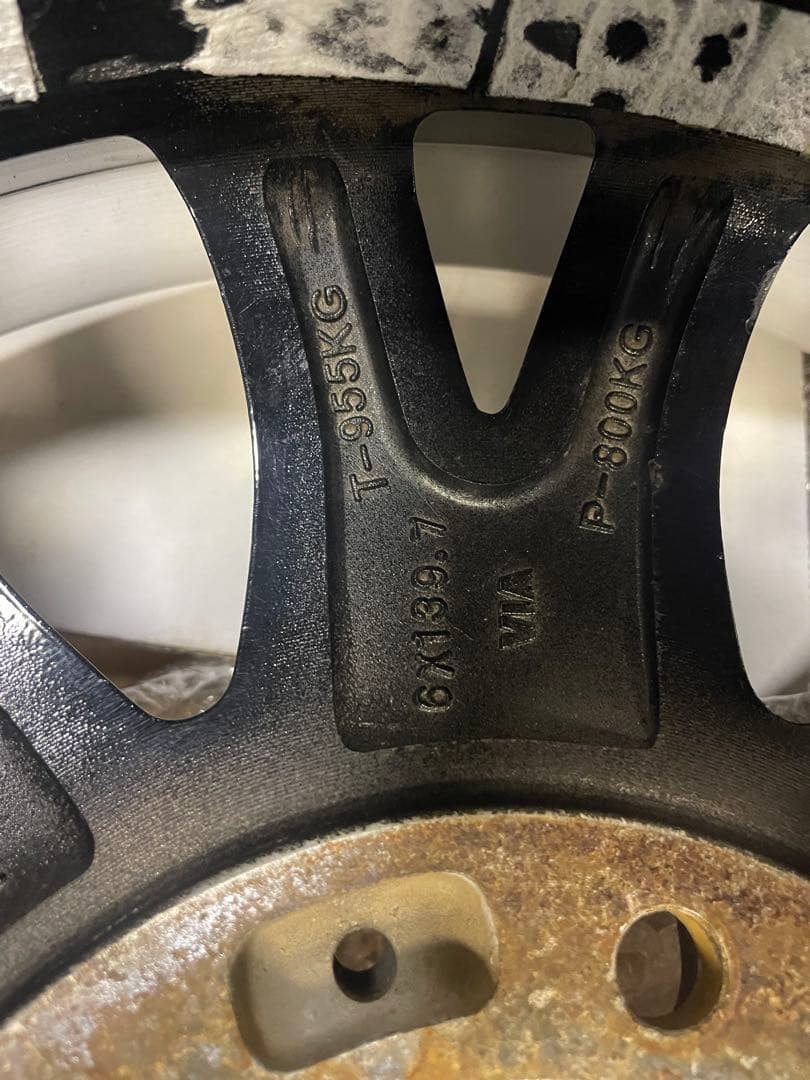 T-955KG
P-800KG
6X139.7
VIA